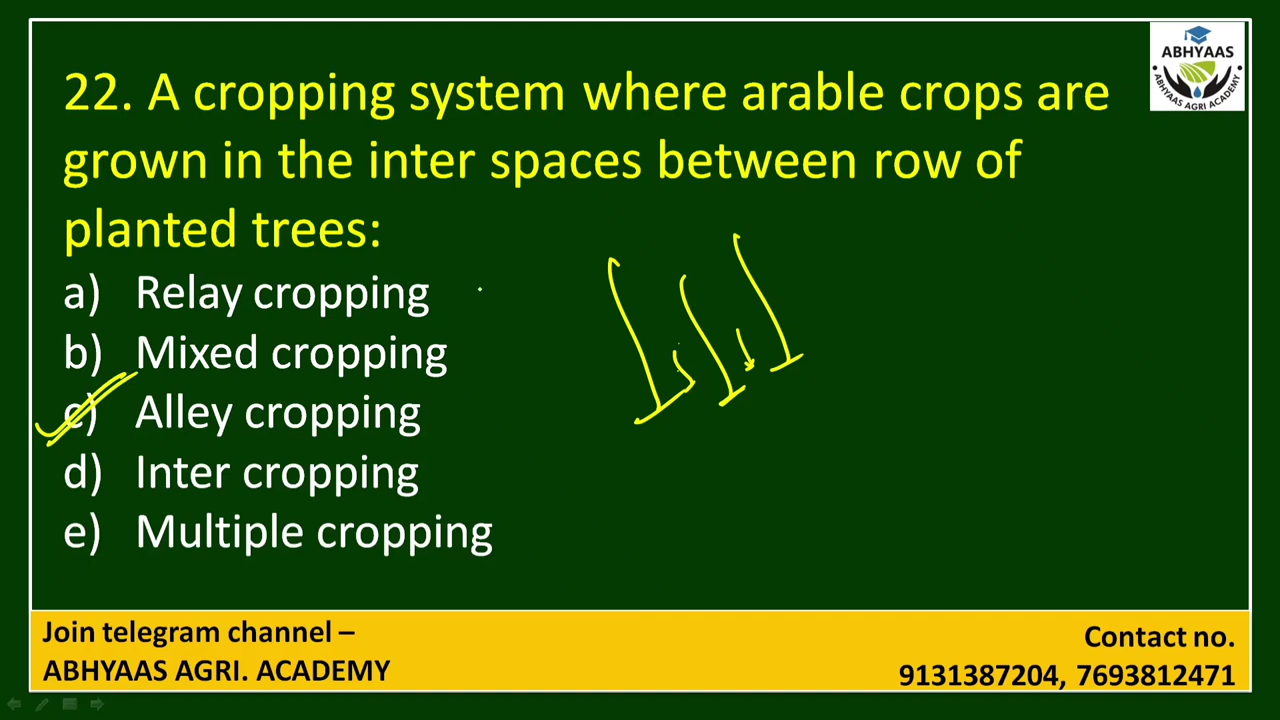 ABHYAAS
ABHYAAS AGRI ACADEMY
22. A cropping system where arable crops are
grown in the inter spaces between row of
planted trees:
a) Relay cropping
b) Mixed cropping
c) Alley cropping
d) Inter cropping
e) Multiple cropping
Join telegram channel –
ABHYAAS AGRI. ACADEMY
Contact no.
9131387204, 7693812471